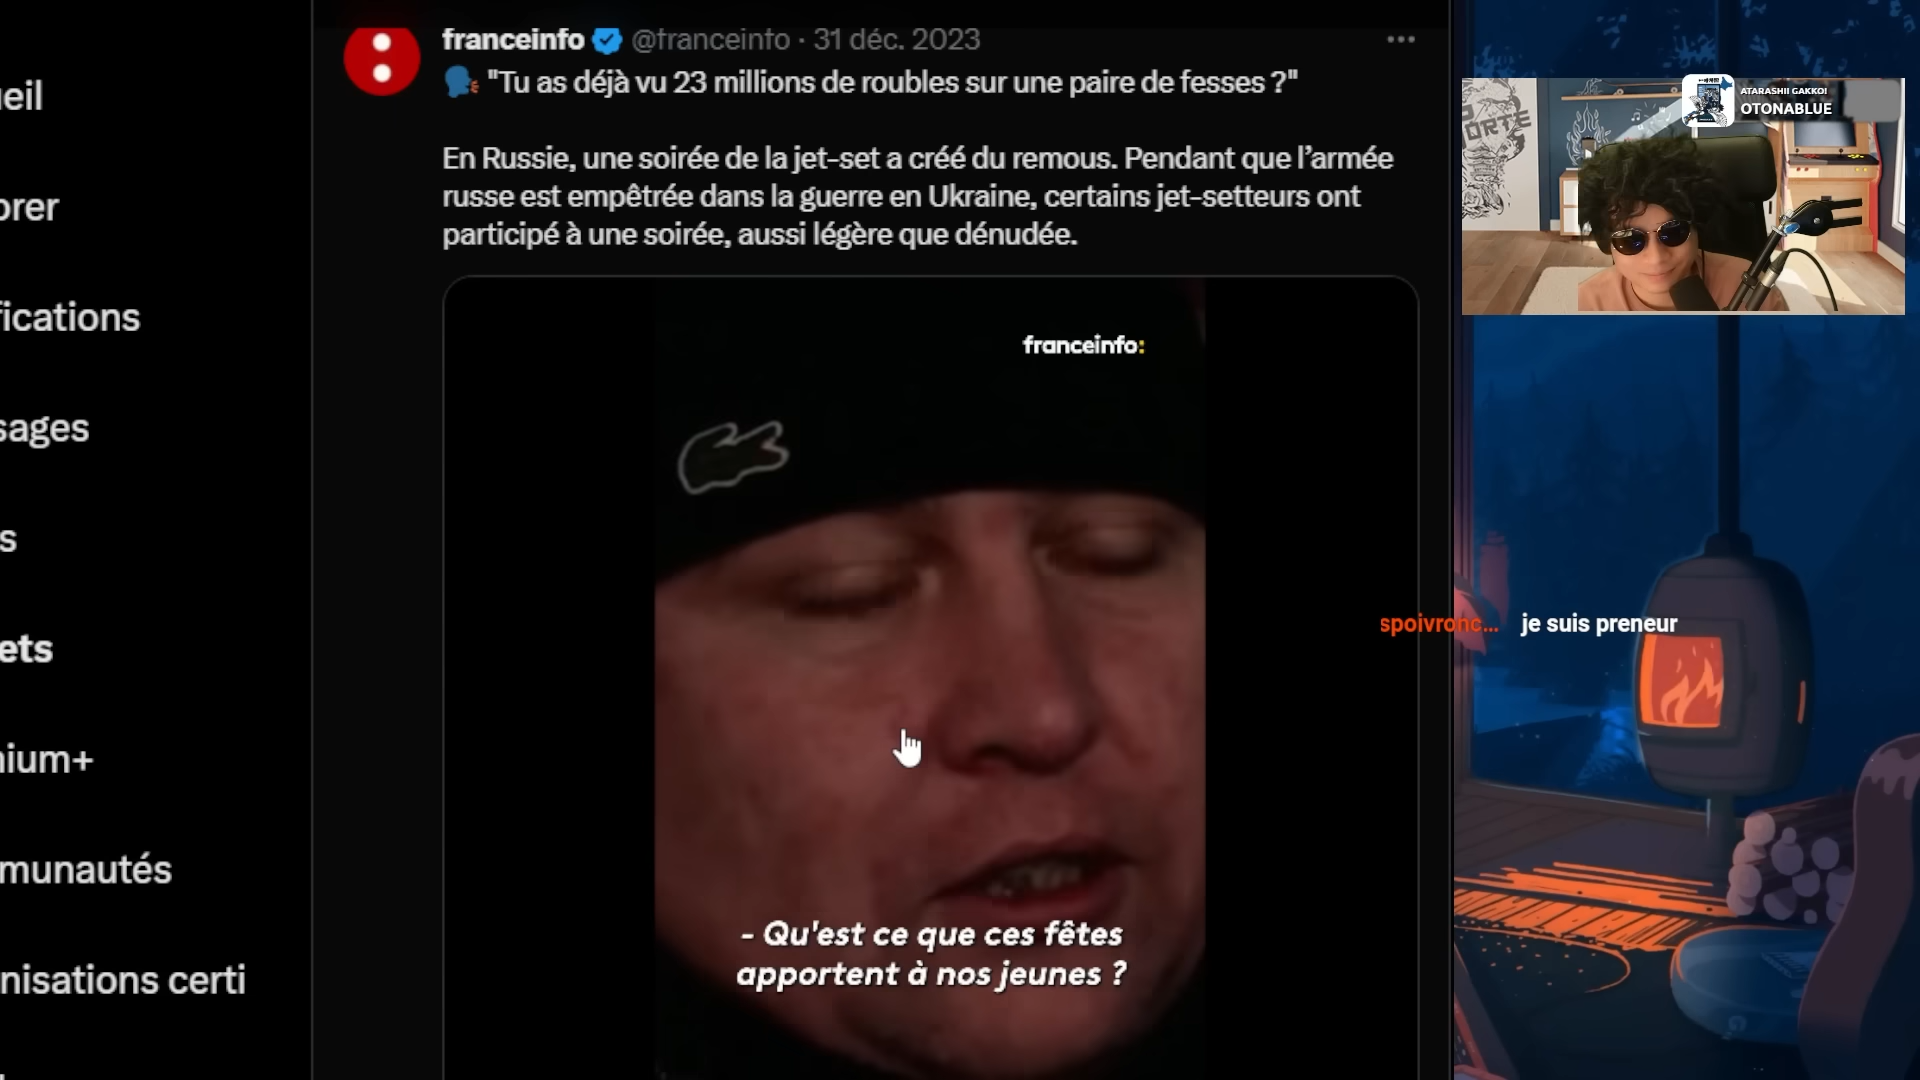 franceinfo @franceinfo · 31 déc. 2023
"Tu as déjà vu 23 millions de roubles sur une paire de fesses ?"
En Russie, une soirée de la jet-set a créé du remous. Pendant que l’armée
russe est empêtrée dans la guerre en Ukraine, certains jet-setteurs ont
participé à une soirée, aussi légère que dénudée.
franceinfo:
- Qu'est ce que ces fêtes
apportent à nos jeunes ?
eil
orer
fications
sages
s
ets
nium+
munautés
nisations certi
ATARASHII GAKKO!
OTONABLUE
ORTE
spoivronc... je suis preneur